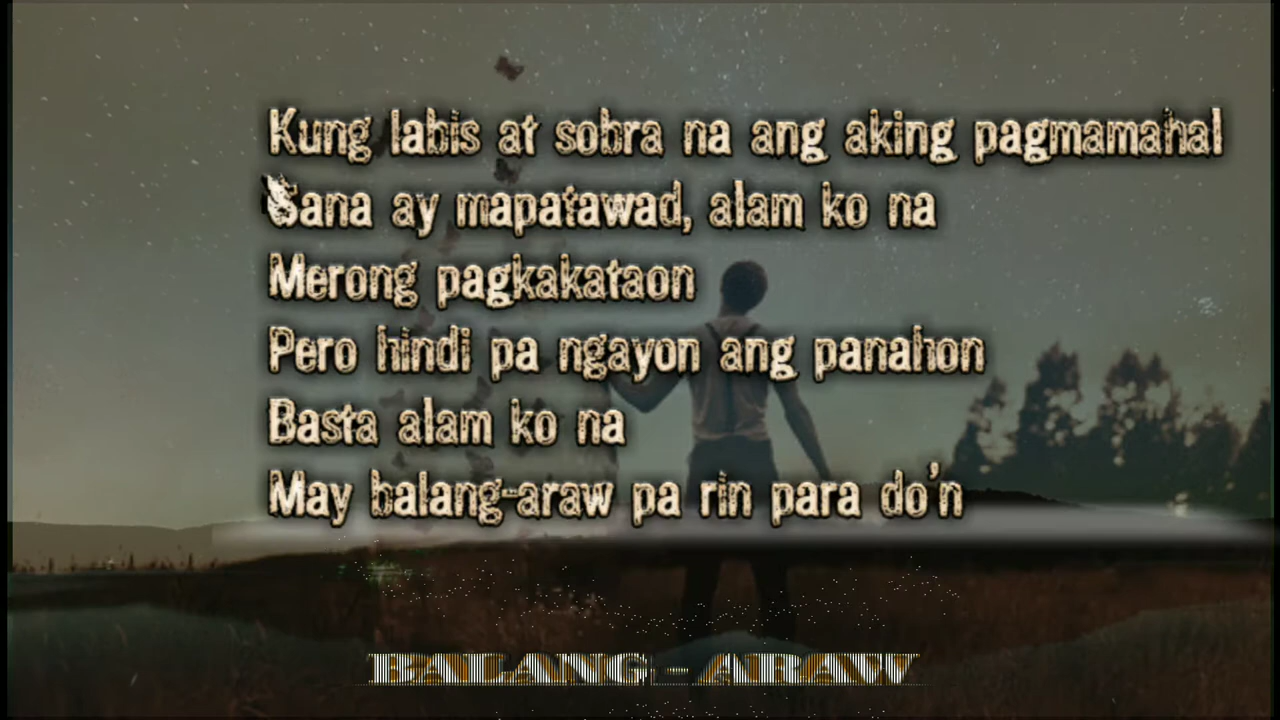 Kung labis at sobra na ang aking pagmamahal
Sana ay mapatawad, alam ko na
Merong pagkakataon
Pero hindi pa ngayon ang panahon
Basta alam ko na
May balang-araw pa rin para do'n
BALANG - ARAW